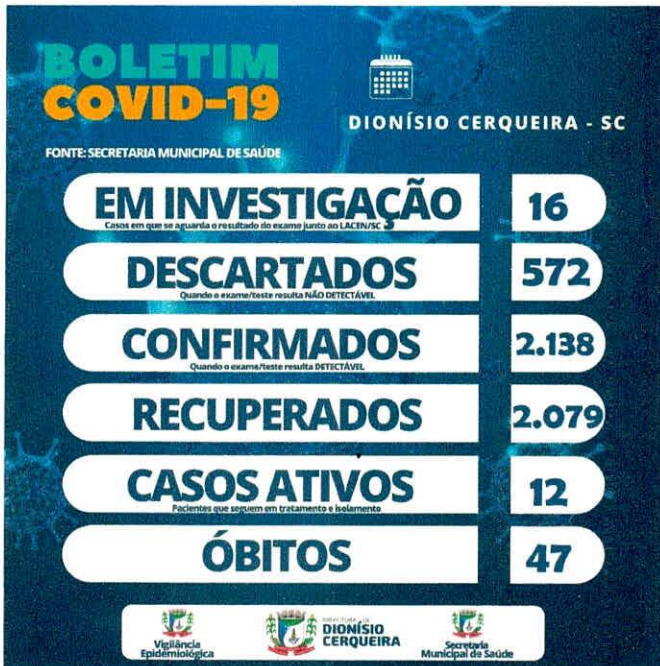 BOLETIM
COVID-19
DIONÍSIO CERQUEIRA - SC
FONTE: SECRETARIA MUNICIPAL DE SAÚDE
EM INVESTIGAÇÃO 16
Casos em que se aguarda o resultado do exame junto ao LACEN/SC
DESCARTADOS 572
Quando o exame/teste resulta NÃO DETECTÁVEL
CONFIRMADOS 2.138
Quando o exame/teste resulta DETECTÁVEL
RECUPERADOS 2.079
CASOS ATIVOS 12
Pacientes que seguem em tratamento e isolamento
ÓBITOS 47
Vigilância
Epidemiológica
PREFEITURA DE
DIONÍSIO
CERQUEIRA
Secretaria
Municipal de Saúde